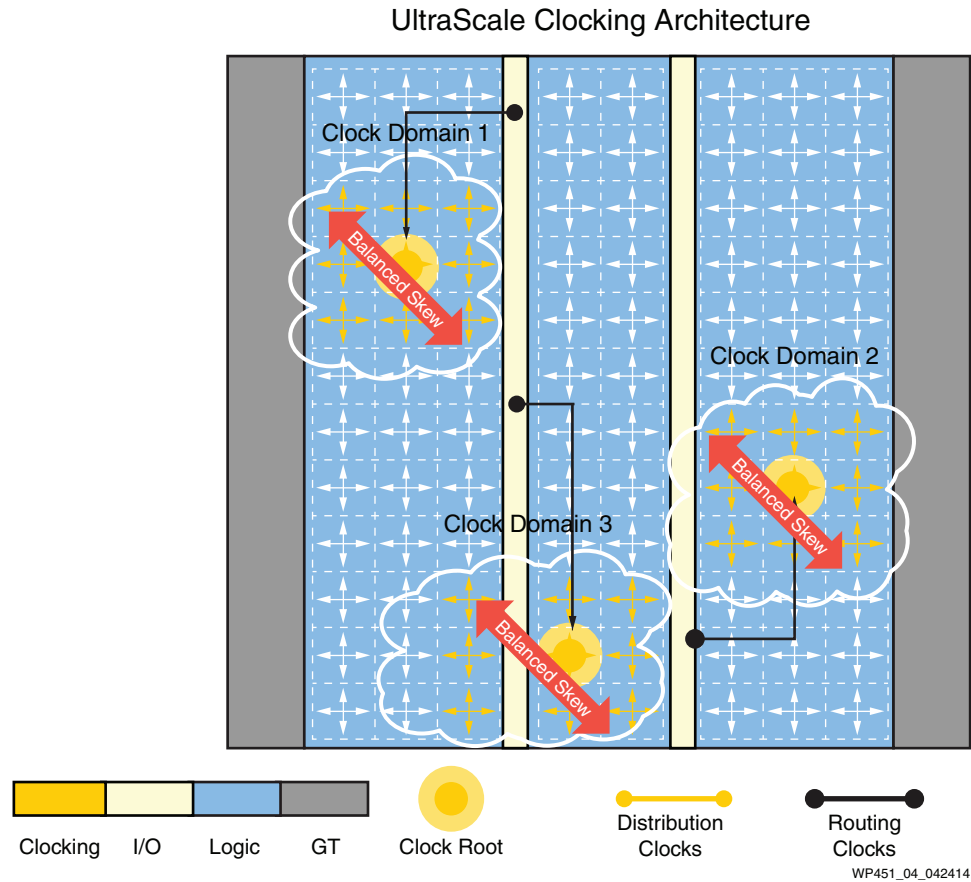 UltraScale Clocking Architecture
Clock Domain 1
Balanced Skew
Clock Domain 2
Balanced Skew
Clock Domain 3
Balanced Skew
Clocking
I/O
Logic
GT
Clock Root
Distribution
Clocks
Routing
Clocks
WP451_04_042414